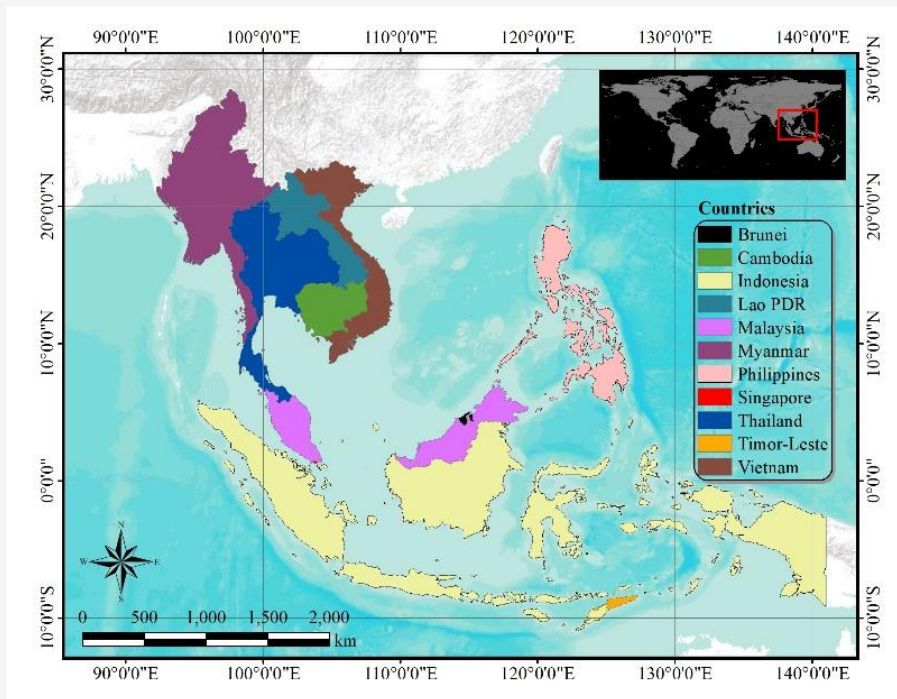 90°0'0"E 100°0'0"E 110°0'0"E 120°0'0"E 130°0'0"E 140°0'0"E
30°0'0"N 30°0'0"N
20°0'0"N 20°0'0"N
10°0'0"N 10°0'0"N
0°0'0" 0°0'0"
10°0'0"S 10°0'0"S
Countries
Brunei
Cambodia
Indonesia
Lao PDR
Malaysia
Myanmar
Philippines
Singapore
Thailand
Timor-Leste
Vietnam
N
W E
S
0 500 1,000 1,500 2,000
km
90°0'0"E 100°0'0"E 110°0'0"E 120°0'0"E 130°0'0"E 140°0'0"E